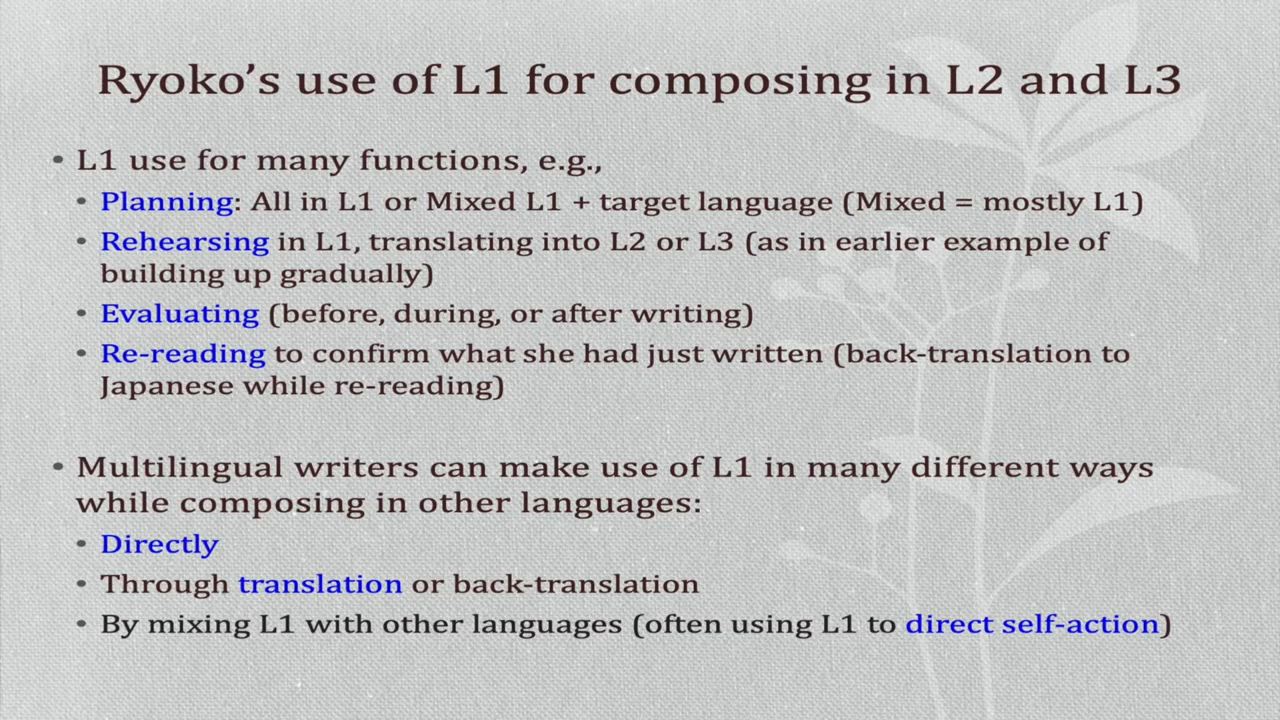 Ryoko’s use of L1 for composing in L2 and L3
• L1 use for many functions, e.g.,
• Planning: All in L1 or Mixed L1 + target language (Mixed = mostly L1)
• Rehearsing in L1, translating into L2 or L3 (as in earlier example of
building up gradually)
• Evaluating (before, during, or after writing)
• Re-reading to confirm what she had just written (back-translation to
Japanese while re-reading)
• Multilingual writers can make use of L1 in many different ways
while composing in other languages:
• Directly
• Through translation or back-translation
• By mixing L1 with other languages (often using L1 to direct self-action)